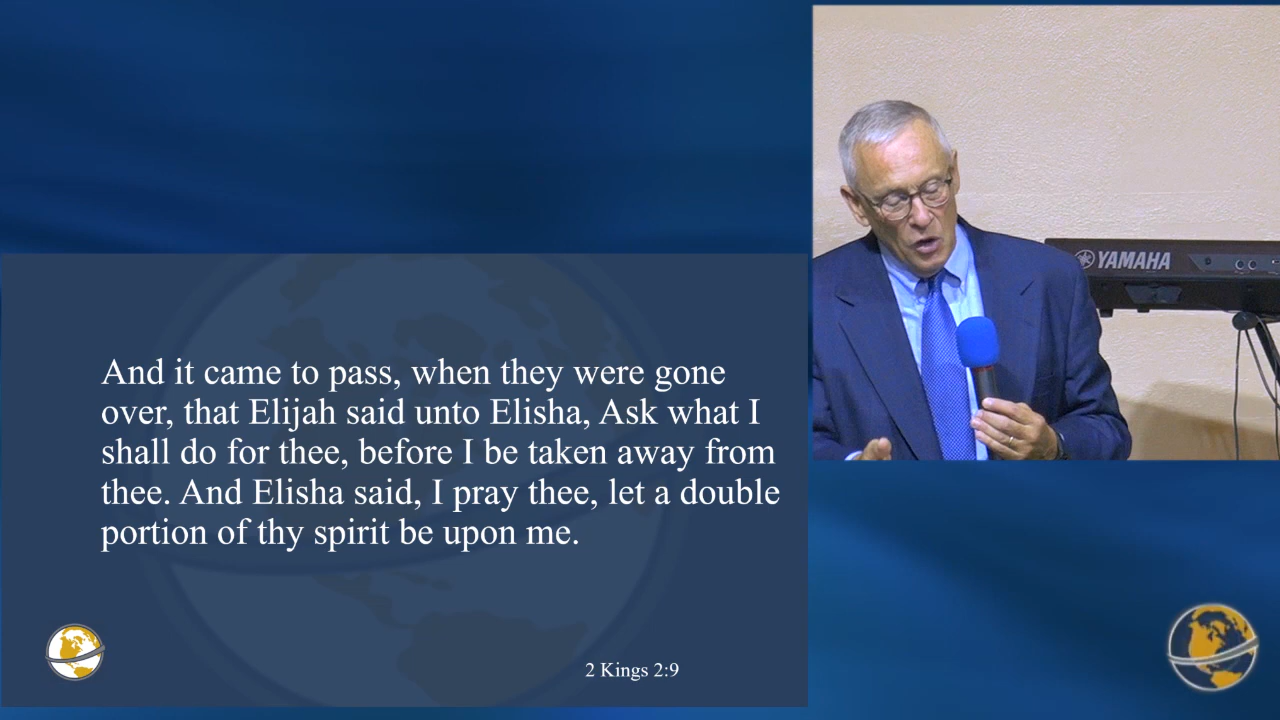 And it came to pass, when they were gone
over, that Elijah said unto Elisha, Ask what I
shall do for thee, before I be taken away from
thee. And Elisha said, I pray thee, let a double
portion of thy spirit be upon me.
2 Kings 2:9
YAMAHA